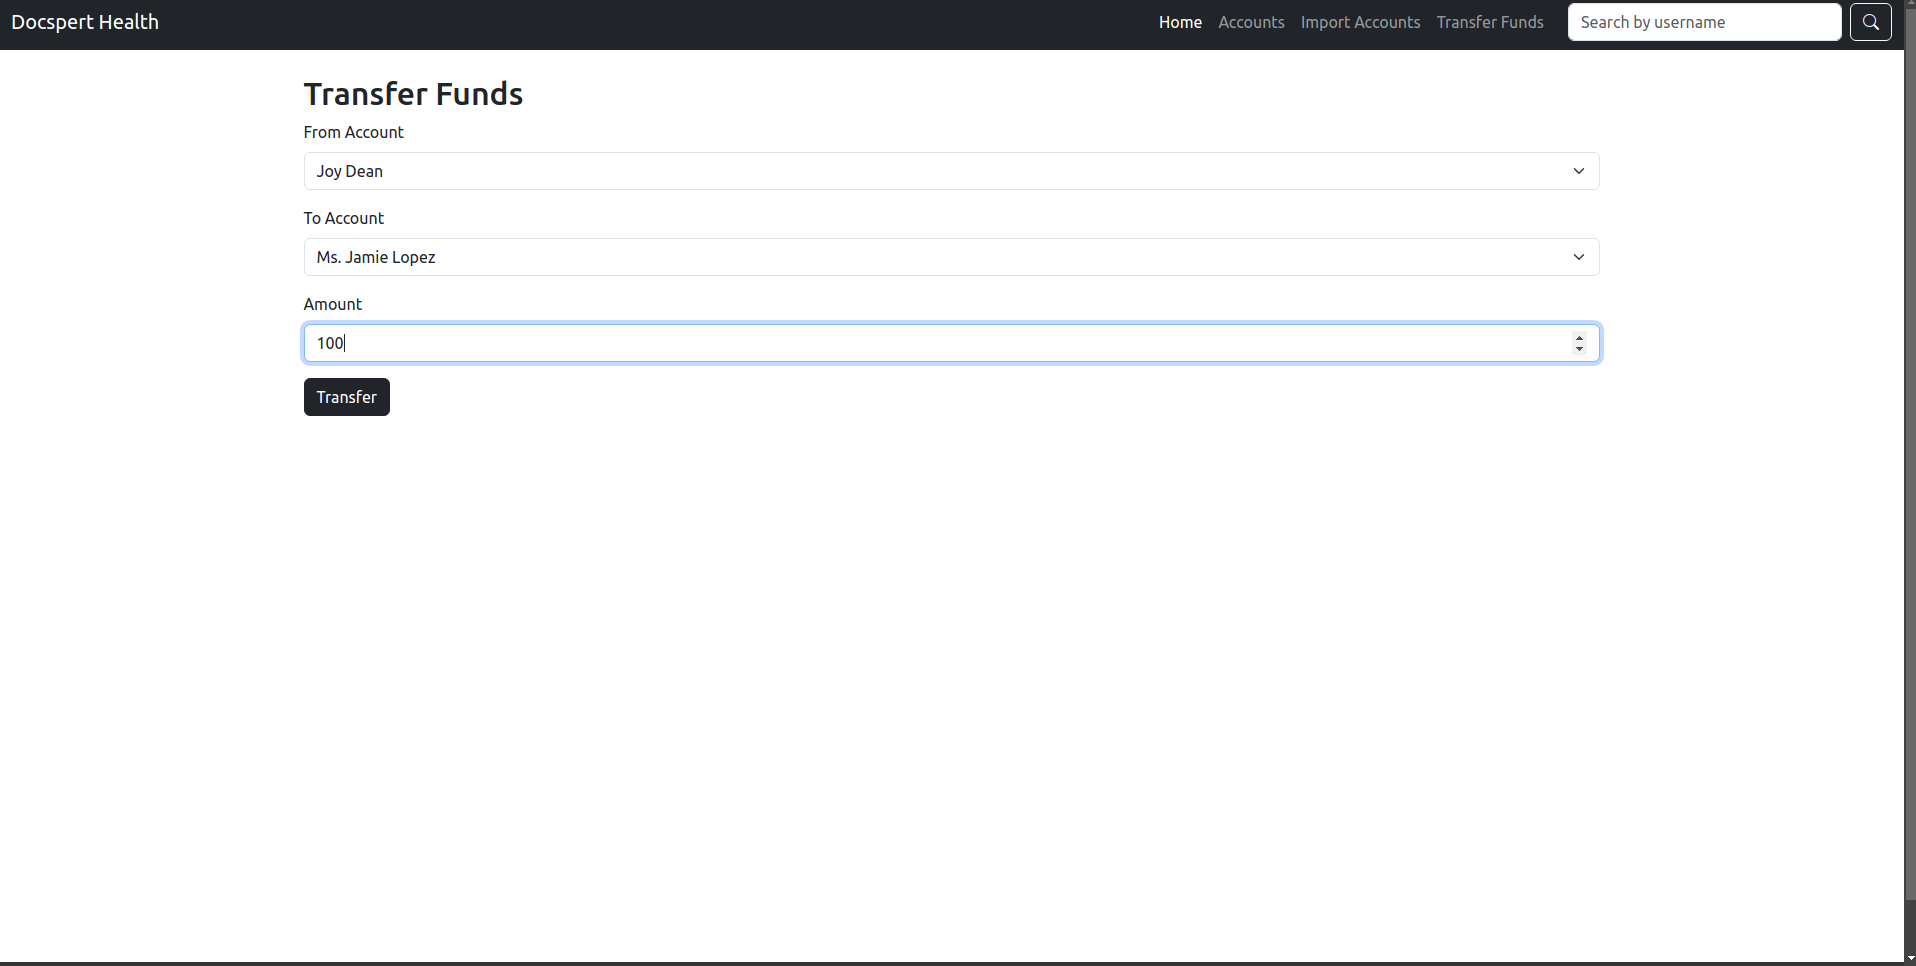 Docspert Health
Home Accounts Import Accounts Transfer Funds Search by username
Transfer Funds
From Account
Joy Dean
To Account
Ms. Jamie Lopez
Amount
100
Transfer